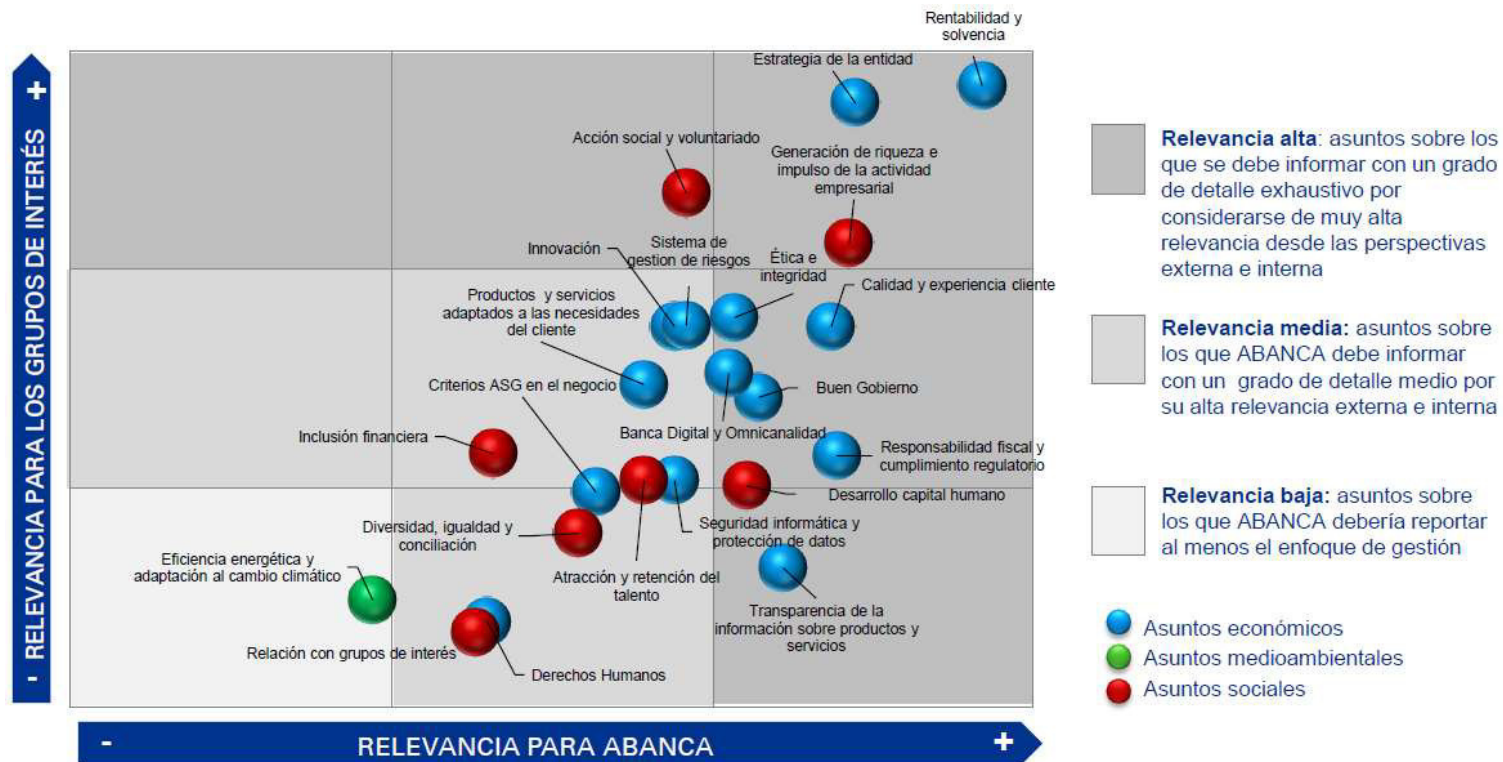 Rentabilidad y
solvencia
Estrategia de la entidad
Acción social y voluntariado
Generación de riqueza e
impulso de la actividad
empresarial
Innovación
Sistema de
gestion de riesgos
Ética e
integridad
Calidad y experiencia cliente
Productos y servicios
adaptados a las necesidades
del cliente
Criterios ASG en el negocio
Buen Gobierno
Banca Digital y Omnicanalidad
Inclusión financiera
Responsabilidad fiscal y
cumplimiento regulatorio
Desarrollo capital humano
Diversidad, igualdad y
conciliación
Seguridad informática y
protección de datos
Eficiencia energética y
adaptación al cambio climático
Atracción y retención del
talento
Transparencia de la
información sobre productos y
servicios
Relación con grupos de interés
Derechos Humanos
- RELEVANCIA PARA LOS GRUPOS DE INTERÉS +
- RELEVANCIA PARA ABANCA +
Relevancia alta: asuntos sobre los
que se debe informar con un grado
de detalle exhaustivo por
considerarse de muy alta
relevancia desde las perspectivas
externa e interna
Relevancia media: asuntos sobre
los que ABANCA debe informar
con un grado de detalle medio por
su alta relevancia externa e interna
Relevancia baja: asuntos sobre
los que ABANCA debería reportar
al menos el enfoque de gestión
Asuntos económicos
Asuntos medioambientales
Asuntos sociales